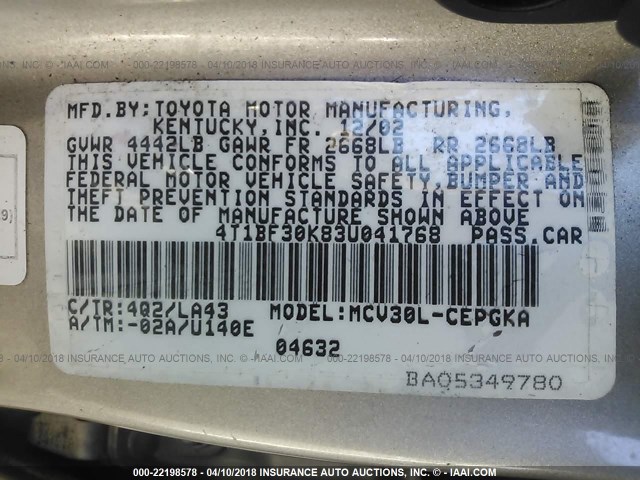 MFD.BY:TOYOTA MOTOR MANUFACTURING,
KENTUCKY,INC. 12/02
GVWR 4442LB GAWR FR 2668LB RR 2668LB
THIS VEHICLE CONFORMS TO ALL APPLICABLE
FEDERAL MOTOR VEHICLE SAFETY,BUMPER AND
THEFT PREVENTION STANDARDS IN EFFECT ON
THE DATE OF MANUFACTURE SHOWN ABOVE
4T1BF30K83U041768 PASS.CAR
C/TR:4Q2/LA43 MODEL:MCV30L-CEPGKA
A/TM:-02A/U140E
04632
BAQ5349780
000-22198578 - 04/10/2018 INSURANCE AUTO AUCTIONS, INC.